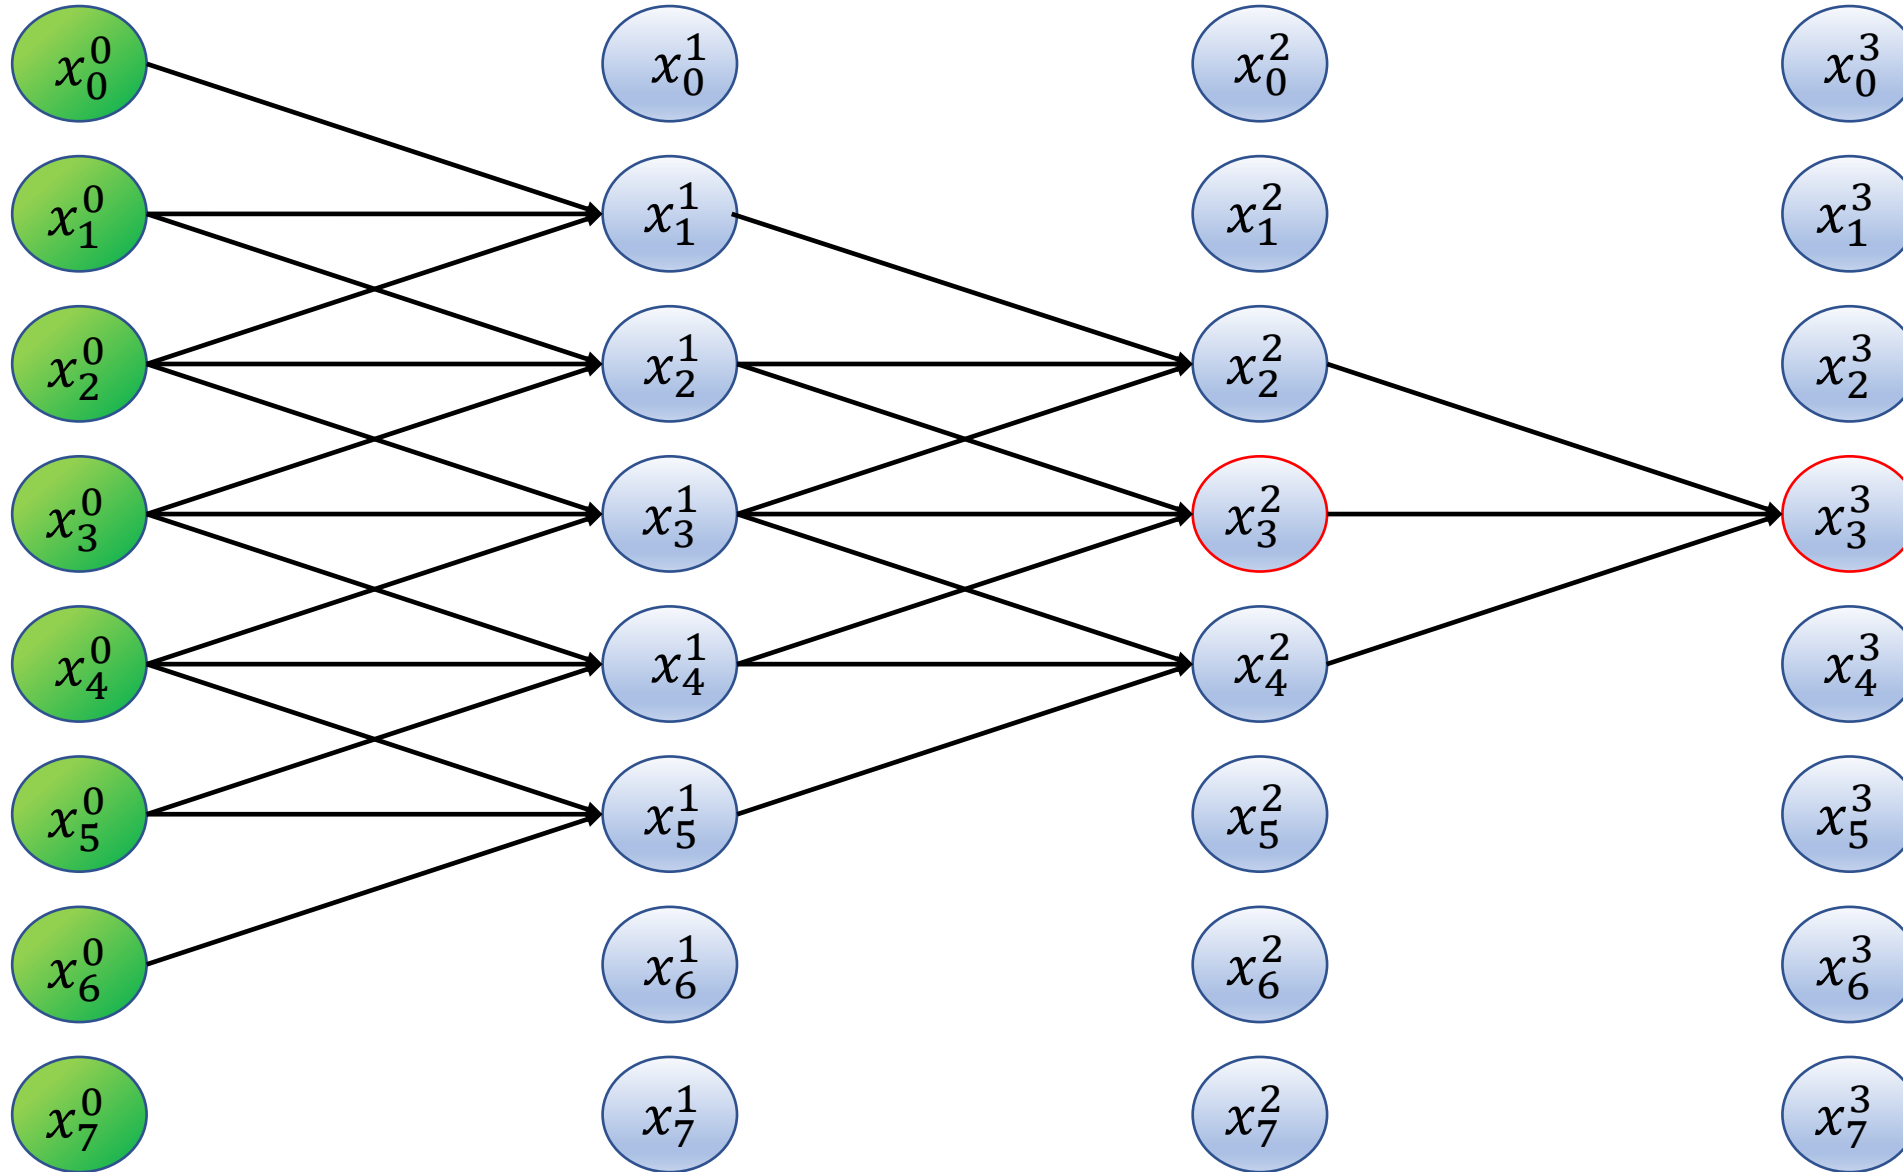 x_0^0 x_0^1 x_0^2 x_0^3
x_1^0 x_1^1 x_1^2 x_1^3
x_2^0 x_2^1 x_2^2 x_2^3
x_3^0 x_3^1 x_3^2 x_3^3
x_4^0 x_4^1 x_4^2 x_4^3
x_5^0 x_5^1 x_5^2 x_5^3
x_6^0 x_6^1 x_6^2 x_6^3
x_7^0 x_7^1 x_7^2 x_7^3